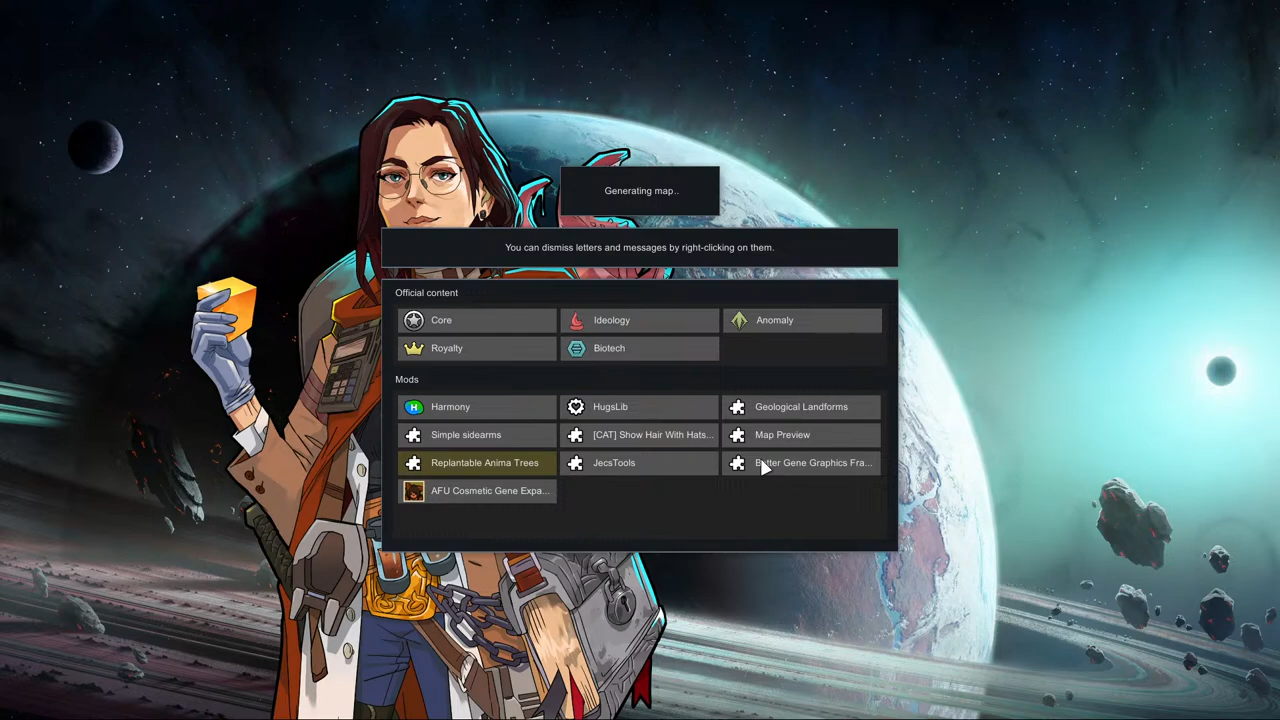 Generating map..
You can dismiss letters and messages by right-clicking on them.
Official content
Core
Ideology
Anomaly
Royalty
Biotech
Mods
Harmony
HugsLib
Geological Landforms
Simple sidearms
[CAT] Show Hair With Hats...
Map Preview
Replantable Anima Trees
JecsTools
Better Gene Graphics Fra...
AFU Cosmetic Gene Expa...